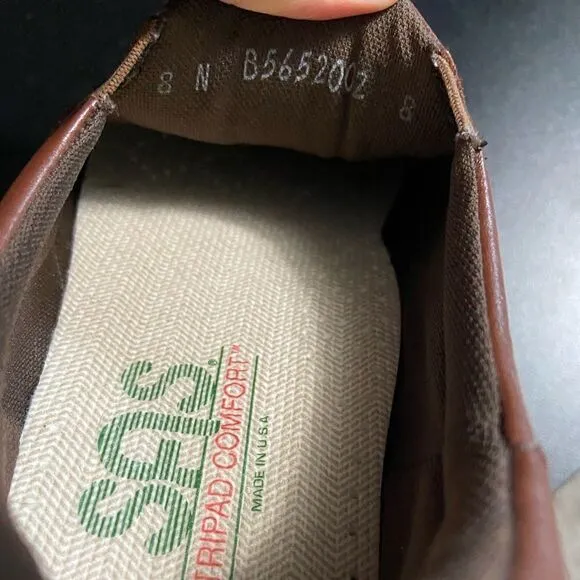 8 N B5652002 8
SAS®
TRIPAD COMFORT™
MADE IN U.S.A